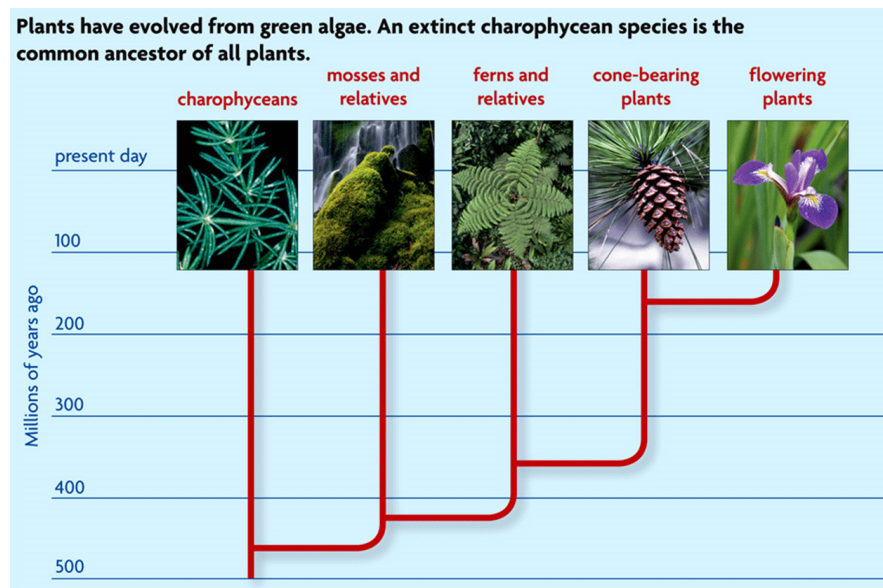 Plants have evolved from green algae. An extinct charophycean species is the
common ancestor of all plants.
charophyceans
mosses and
relatives
ferns and
relatives
cone-bearing
plants
flowering
plants
present day
100
200
300
400
500
Millions of years ago